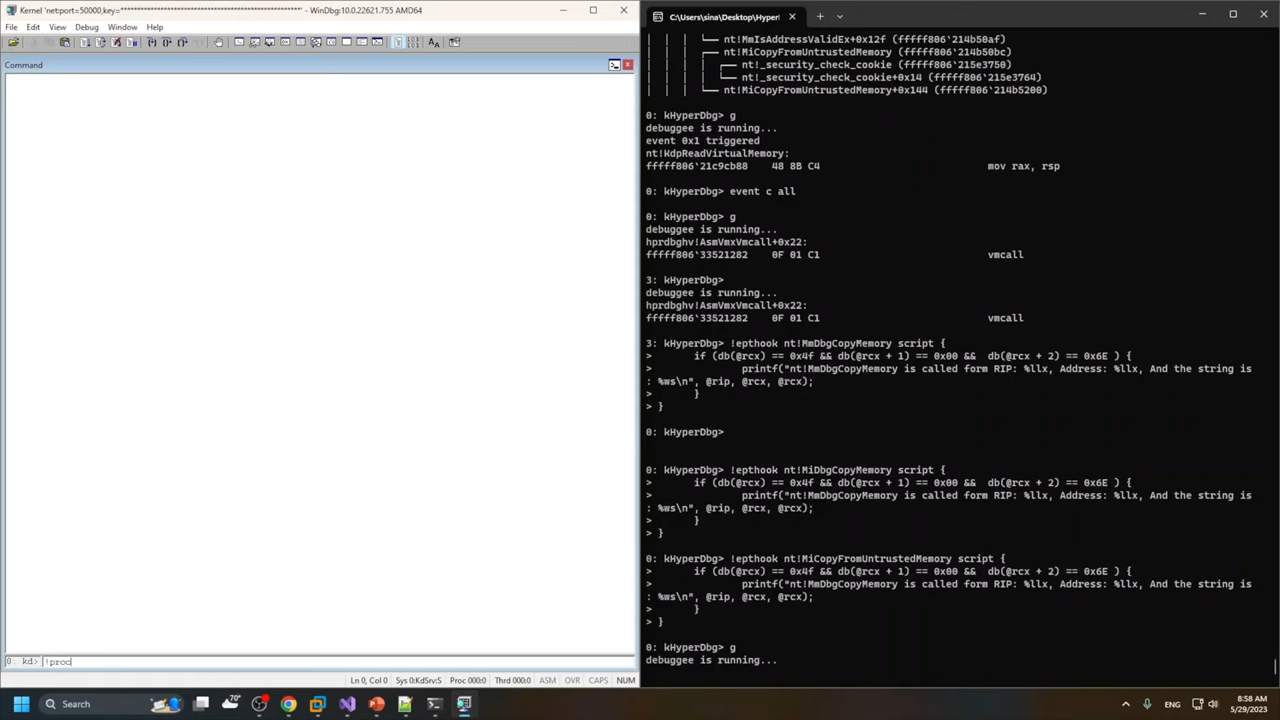 Kernel 'net:port=50000,key=*****************************************' - WinDbg:10.0.22621.755 AMD64
File Edit View Debug Window Help
Command
0: kd> !proc
Ln 0, Col 0 Sys 0:KdSrv:S Proc 000:0 Thrd 000:0 ASM OVR CAPS NUM
C:\Users\sina\Desktop\Hyper
│ │ │ └── nt!MmIsAddressValidEx+0x12f (fffff806`214b50af)
│ │ ├── nt!MiCopyFromUntrustedMemory (fffff806`214b50bc)
│ │ │ ┌── nt!_security_check_cookie (fffff806`215e3750)
│ │ │ └── nt!_security_check_cookie+0x14 (fffff806`215e3764)
│ │ └── nt!MiCopyFromUntrustedMemory+0x144 (fffff806`214b5200)
0: kHyperDbg> g
debuggee is running...
event 0x1 triggered
nt!KdpReadVirtualMemory:
fffff806`21c9cb88 48 8B C4 mov rax, rsp
0: kHyperDbg> event c all
0: kHyperDbg> g
debuggee is running...
hprdbghv!AsmVmxVmcall+0x22:
fffff806`33521282 0F 01 C1 vmcall
3: kHyperDbg>
debuggee is running...
hprdbghv!AsmVmxVmcall+0x22:
fffff806`33521282 0F 01 C1 vmcall
3: kHyperDbg> !epthook nt!MmDbgCopyMemory script {
> if (db(@rcx) == 0x4f && db(@rcx + 1) == 0x00 && db(@rcx + 2) == 0x6E ) {
> printf("nt!MmDbgCopyMemory is called form RIP: %llx, Address: %llx, And the string is
: %ws\n", @rip, @rcx, @rcx);
> }
> }
0: kHyperDbg>
0: kHyperDbg> !epthook nt!MiDbgCopyMemory script {
> if (db(@rcx) == 0x4f && db(@rcx + 1) == 0x00 && db(@rcx + 2) == 0x6E ) {
> printf("nt!MmDbgCopyMemory is called form RIP: %llx, Address: %llx, And the string is
: %ws\n", @rip, @rcx, @rcx);
> }
> }
0: kHyperDbg> !epthook nt!MiCopyFromUntrustedMemory script {
> if (db(@rcx) == 0x4f && db(@rcx + 1) == 0x00 && db(@rcx + 2) == 0x6E ) {
> printf("nt!MmDbgCopyMemory is called form RIP: %llx, Address: %llx, And the string is
: %ws\n", @rip, @rcx, @rcx);
> }
> }
0: kHyperDbg> g
debuggee is running...
Search
70°
ENG
8:58 AM
5/29/2023